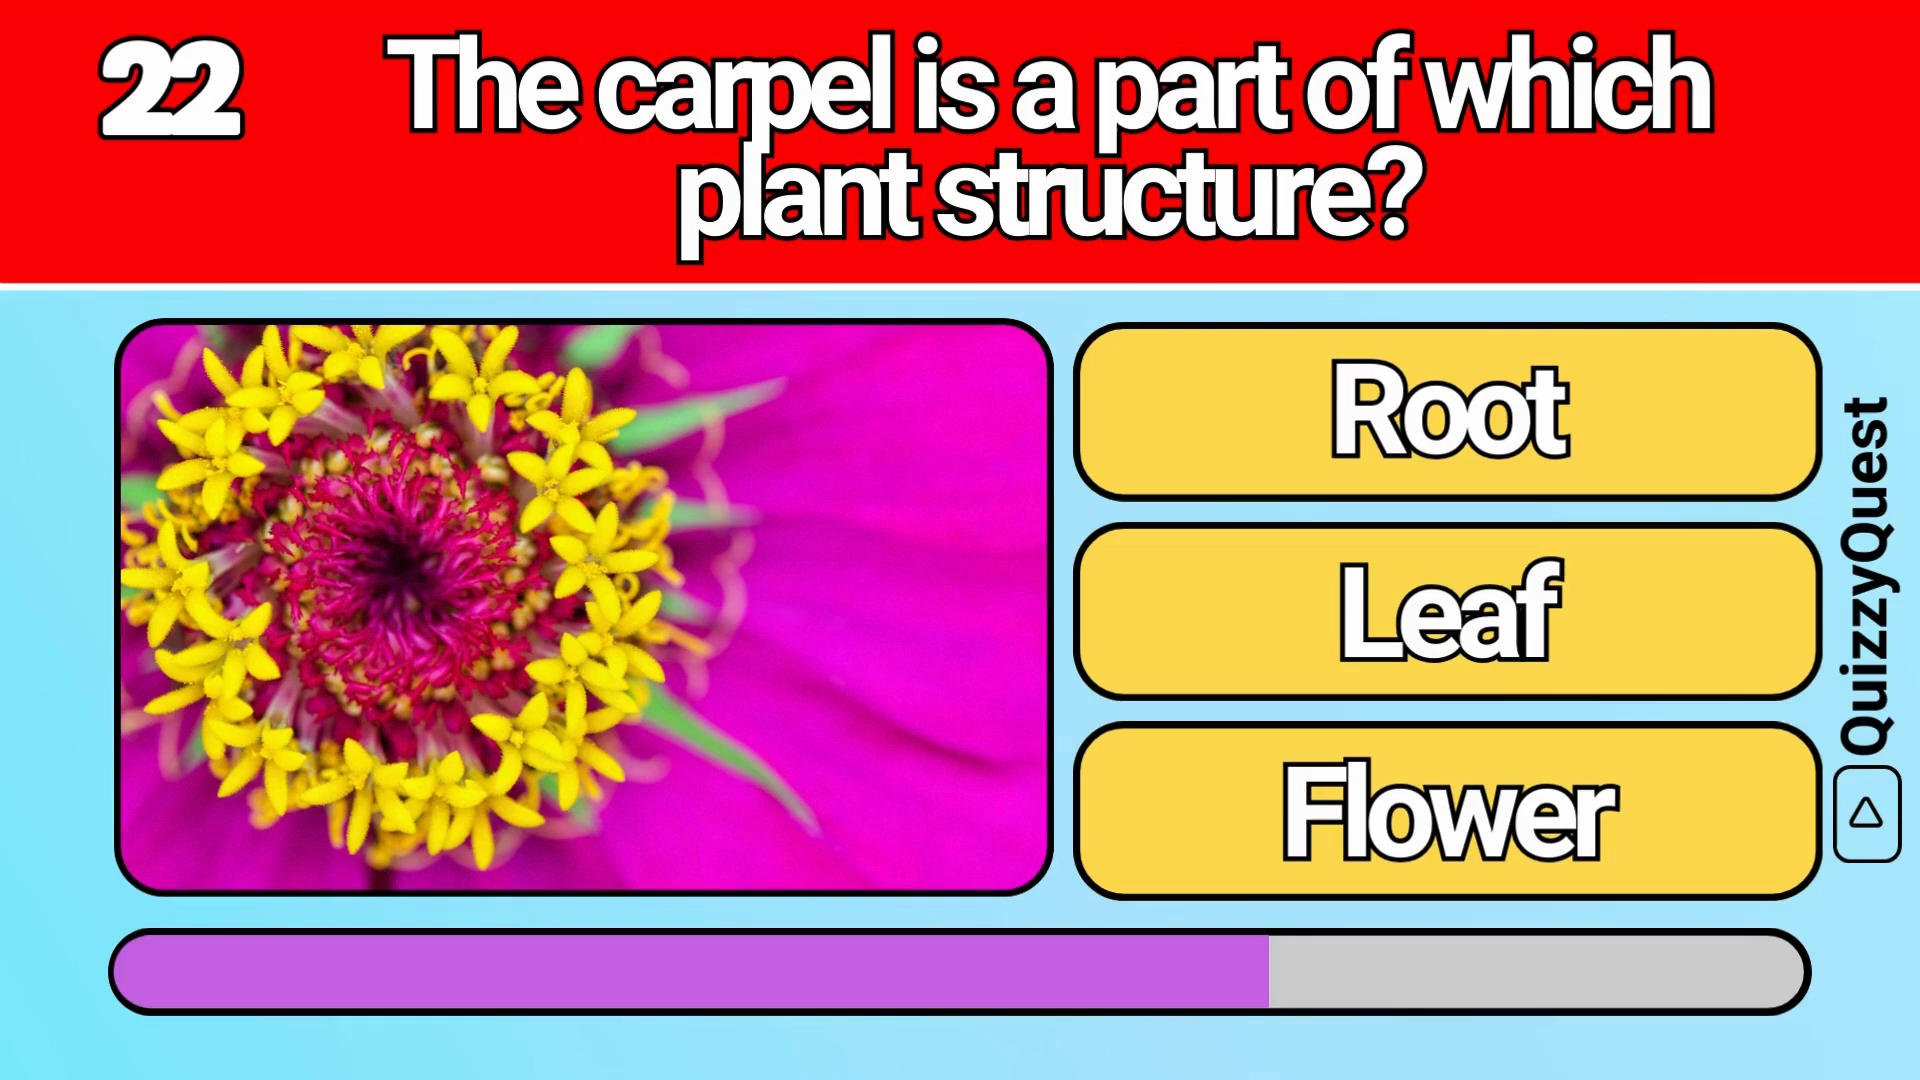 22
The carpel is a part of which
plant structure?
Root
Leaf
Flower
QuizzyQuest